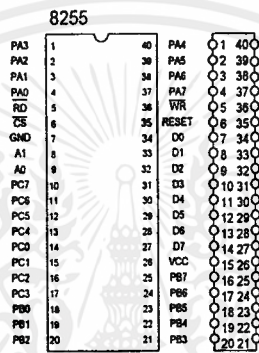 8255
PA3 1 40 PA4 1 40
PA2 2 39 PA5 2 39
PA1 3 38 PA6 3 38
PA0 4 37 PA7 4 37
RD 5 36 WR 5 36
CS 6 35 RESET 6 35
GND 7 34 D0 7 34
A1 8 33 D1 8 33
A0 9 32 D2 9 32
PC7 10 31 D3 10 31
PC6 11 30 D4 11 30
PC5 12 29 D5 12 29
PC4 13 28 D6 13 28
PC0 14 27 D7 14 27
PC1 15 26 VCC 15 26
PC2 16 25 PB7 16 25
PC3 17 24 PB6 17 24
PB0 18 23 PB5 18 23
PB1 19 22 PB4 19 22
PB2 20 21 PB3 20 21